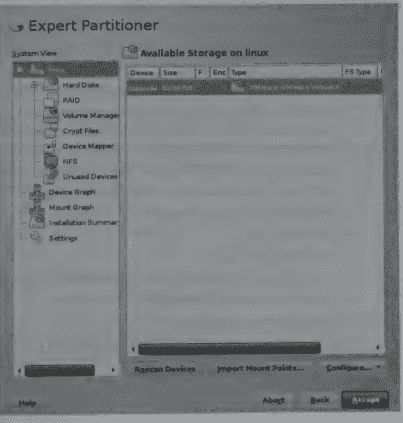 Expert Partitioner
System View
Available Storage on linux
Device Size F Enc Type FS Type
Hard Disks
RAID
Volume Manager
Crypt Files
Device Mapper
NFS
Unused Devices
Device Graph
Mount Graph
Installation Summar
Settings
Rescan Devices Import Mount Points... Configure...
Help Abort Back Accept